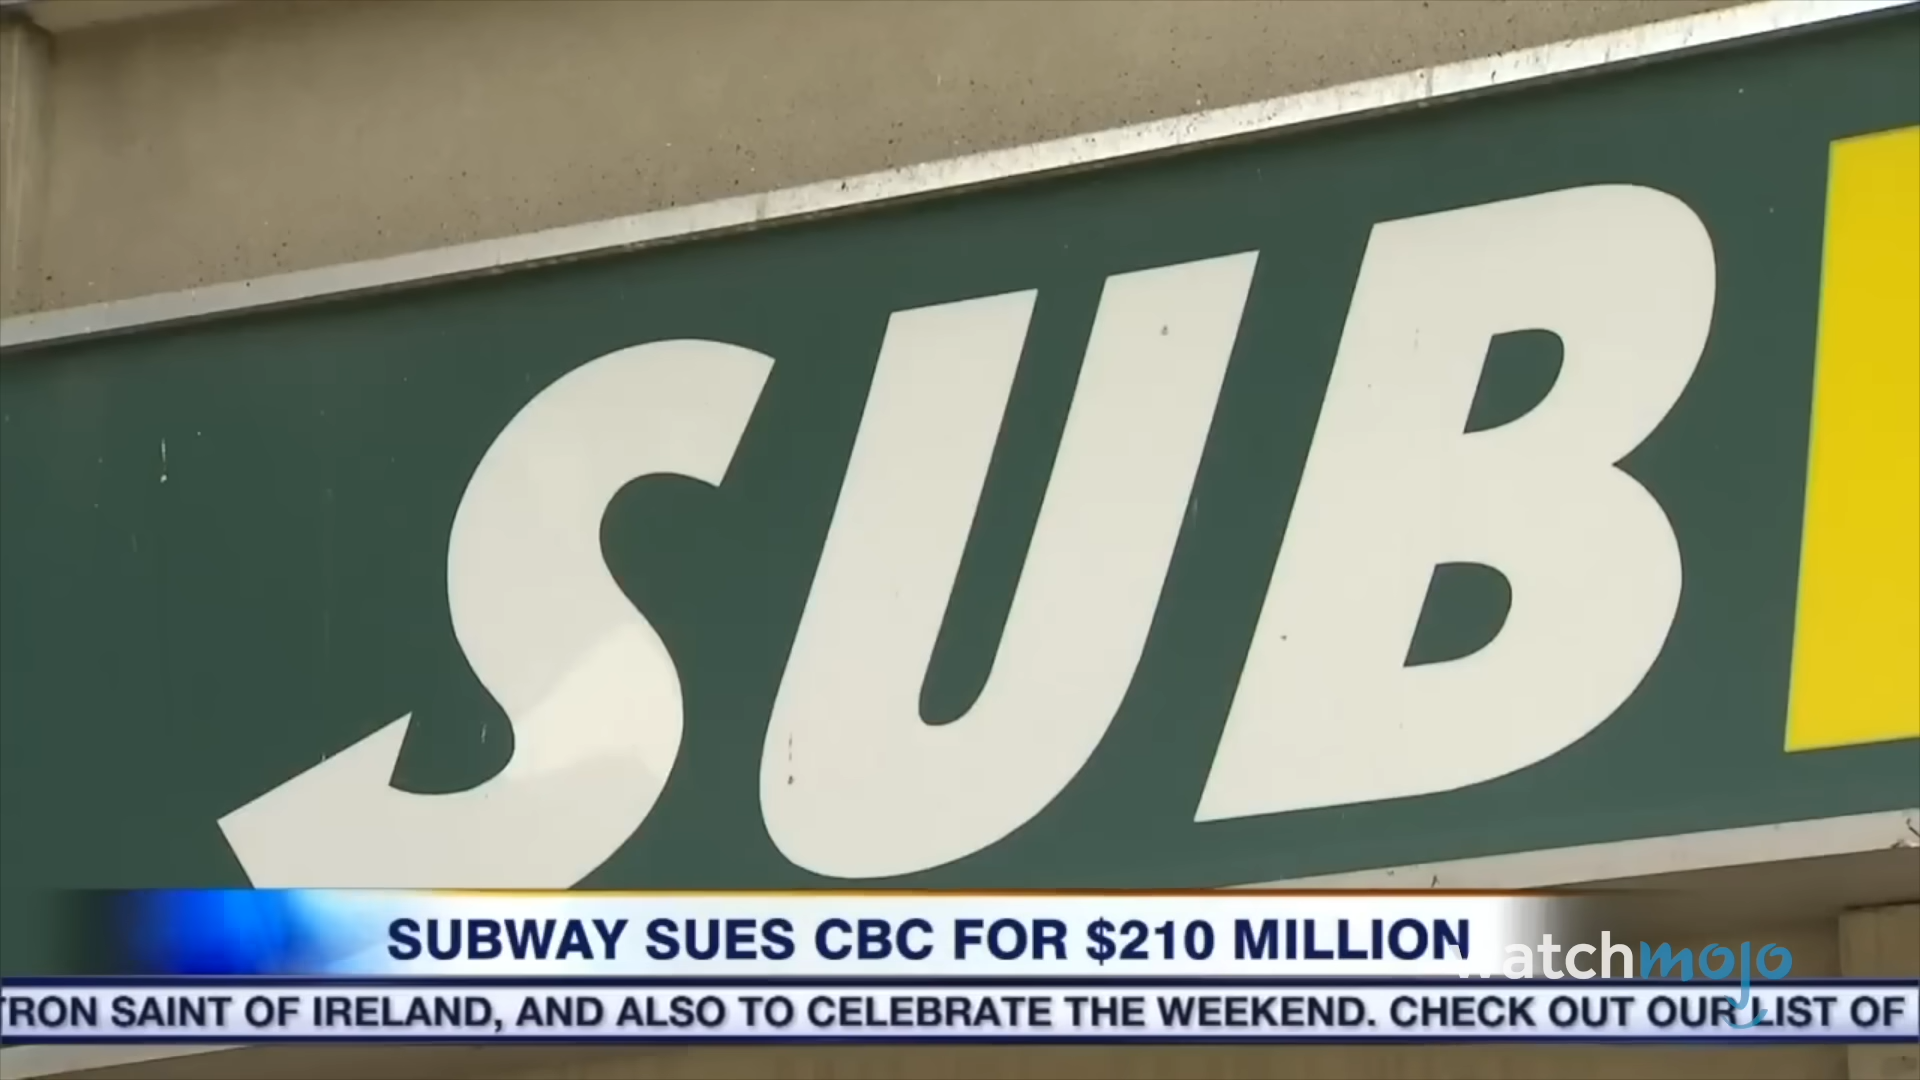 SUB
SUBWAY SUES CBC FOR $210 MILLION
watchmojo
TRON SAINT OF IRELAND, AND ALSO TO CELEBRATE THE WEEKEND. CHECK OUT OUR LIST OF